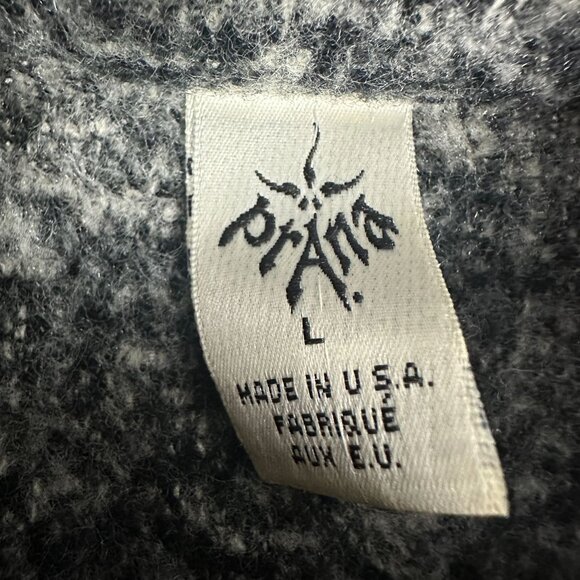 prAna
L
MADE IN U.S.A.
FABRIQUÉ
AUX E.U.